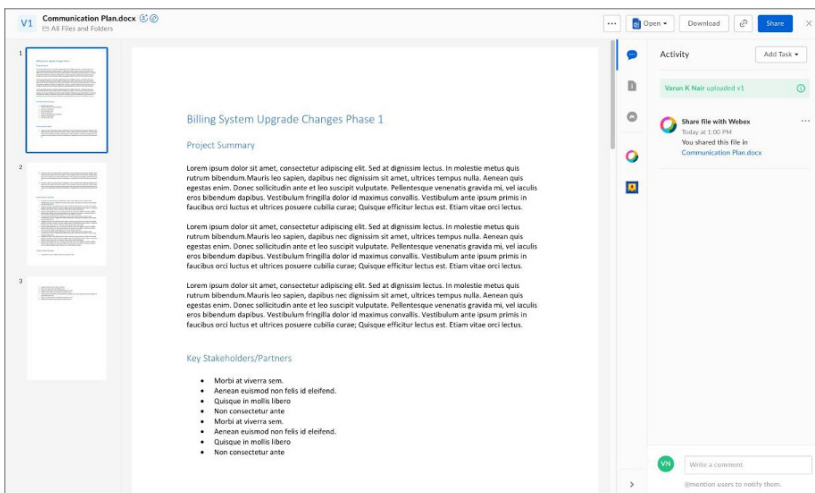 V1
Communication Plan.docx
All Files and Folders
Open
Download
Share
1
2
3
Billing System Upgrade Changes Phase 1
Project Summary
Lorem ipsum dolor sit amet, consectetur adipiscing elit. Sed at dignissim lectus. In molestie metus quis
rutrum bibendum.Mauris leo sapien, dapibus nec dignissim sit amet, ultrices tempus nulla. Aenean quis
egestas enim. Donec sollicitudin ante et leo suscipit vulputate. Pellentesque venenatis gravida mi, vel iaculis
eros bibendum dapibus. Vestibulum fringilla dolor id maximus convallis. Vestibulum ante ipsum primis in
faucibus orci luctus et ultrices posuere cubilia curae; Quisque efficitur lectus est. Etiam vitae orci lectus.
Lorem ipsum dolor sit amet, consectetur adipiscing elit. Sed at dignissim lectus. In molestie metus quis
rutrum bibendum.Mauris leo sapien, dapibus nec dignissim sit amet, ultrices tempus nulla. Aenean quis
egestas enim. Donec sollicitudin ante et leo suscipit vulputate. Pellentesque venenatis gravida mi, vel iaculis
eros bibendum dapibus. Vestibulum fringilla dolor id maximus convallis. Vestibulum ante ipsum primis in
faucibus orci luctus et ultrices posuere cubilia curae; Quisque efficitur lectus est. Etiam vitae orci lectus.
Lorem ipsum dolor sit amet, consectetur adipiscing elit. Sed at dignissim lectus. In molestie metus quis
rutrum bibendum.Mauris leo sapien, dapibus nec dignissim sit amet, ultrices tempus nulla. Aenean quis
egestas enim. Donec sollicitudin ante et leo suscipit vulputate. Pellentesque venenatis gravida mi, vel iaculis
eros bibendum dapibus. Vestibulum fringilla dolor id maximus convallis. Vestibulum ante ipsum primis in
faucibus orci luctus et ultrices posuere cubilia curae; Quisque efficitur lectus est. Etiam vitae orci lectus.
Key Stakeholders/Partners
• Morbi at viverra sem.
• Aenean euismod non felis id eleifend.
• Quisque in mollis libero
• Non consectetur ante
• Morbi at viverra sem.
• Aenean euismod non felis id eleifend.
• Quisque in mollis libero
• Non consectetur ante
Activity
Add Task
Varun K Nair uploaded v1
Share file with Webex
Today at 1:00 PM
You shared this file in
Communication Plan.docx
VN
Write a comment
@mention users to notify them.